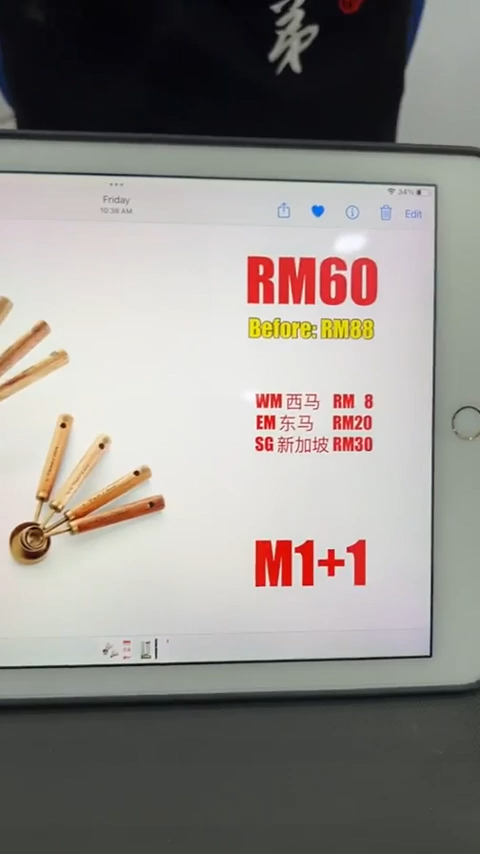 弟
34%
Friday
10:38 AM
Edit
RM60
Before: RM88
WM 西马 RM 8
EM 东马 RM20
SG 新加坡 RM30
M1+1